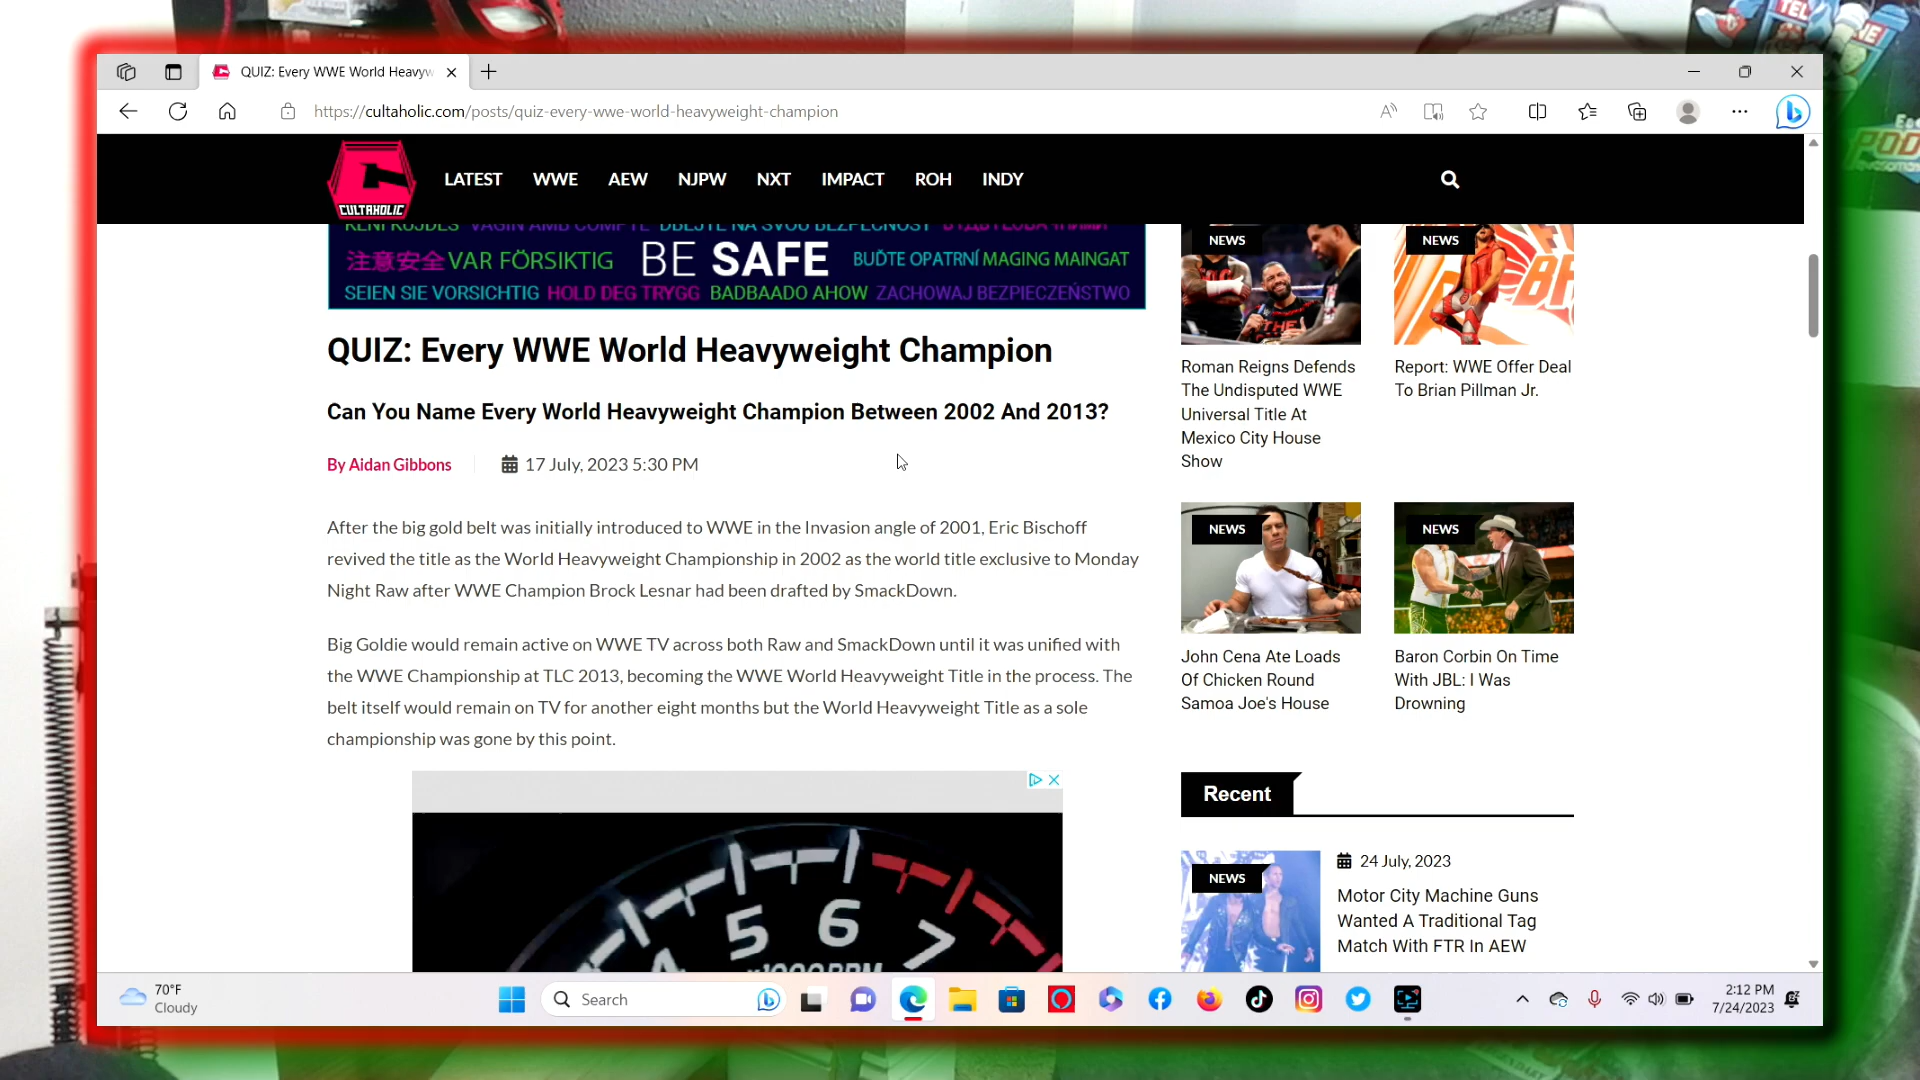 QUIZ: Every WWE World Heavyw
https://cultaholic.com/posts/quiz-every-wwe-world-heavyweight-champion
CULTAHOLIC
LATEST WWE AEW NJPW NXT IMPACT ROH INDY
注意安全 VAR FÖRSIKTIG BE SAFE BUĎTE OPATRNÍ MAGING MAINGAT
SEIEN SIE VORSICHTIG HOLD DEG TRYGG BADBAADO AHOW ZACHOWAJ BEZPIECZEŃSTWO
QUIZ: Every WWE World Heavyweight Champion
Can You Name Every World Heavyweight Champion Between 2002 And 2013?
By Aidan Gibbons
17 July, 2023 5:30 PM
After the big gold belt was initially introduced to WWE in the Invasion angle of 2001, Eric Bischoff
revived the title as the World Heavyweight Championship in 2002 as the world title exclusive to Monday
Night Raw after WWE Champion Brock Lesnar had been drafted by SmackDown.
Big Goldie would remain active on WWE TV across both Raw and SmackDown until it was unified with
the WWE Championship at TLC 2013, becoming the WWE World Heavyweight Title in the process. The
belt itself would remain on TV for another eight months but the World Heavyweight Title as a sole
championship was gone by this point.
4 5 6 7
x1000RPM
NEWS
Roman Reigns Defends
The Undisputed WWE
Universal Title At
Mexico City House
Show
NEWS
Report: WWE Offer Deal
To Brian Pillman Jr.
NEWS
John Cena Ate Loads
Of Chicken Round
Samoa Joe's House
NEWS
Baron Corbin On Time
With JBL: I Was
Drowning
Recent
NEWS
24 July, 2023
Motor City Machine Guns
Wanted A Traditional Tag
Match With FTR In AEW
70°F
Cloudy
Search
2:12 PM
7/24/2023